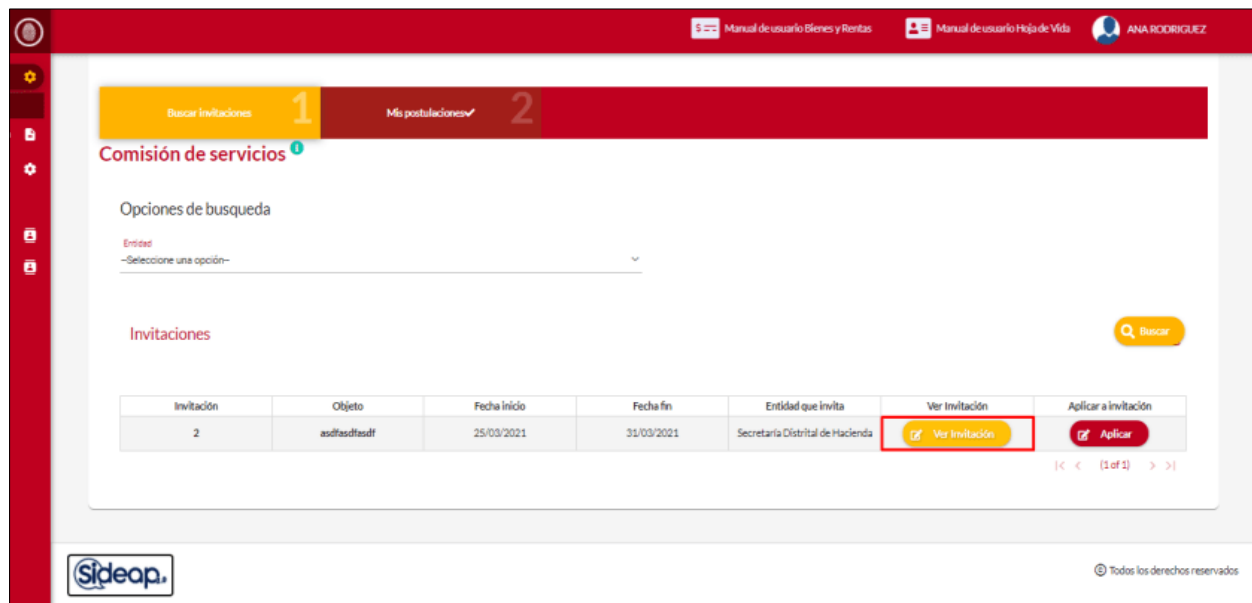 Manual de usuario Bienes y Rentas
Manual de usuario Hoja de Vida
ANA RODRIGUEZ
Buscar invitaciones 1
Mis postulaciones✔ 2
Comisión de servicios i
Opciones de busqueda
Entidad
--Seleccione una opción--
Invitaciones
Buscar
Invitación Objeto Fecha inicio Fecha fin Entidad que invita Ver Invitación Aplicar a invitación
2 asdfasdfasdf 25/03/2021 31/03/2021 Secretaría Distrital de Hacienda Ver Invitación Aplicar
|< < (1 of 1) > >|
Sideap
© Todos los derechos reservados